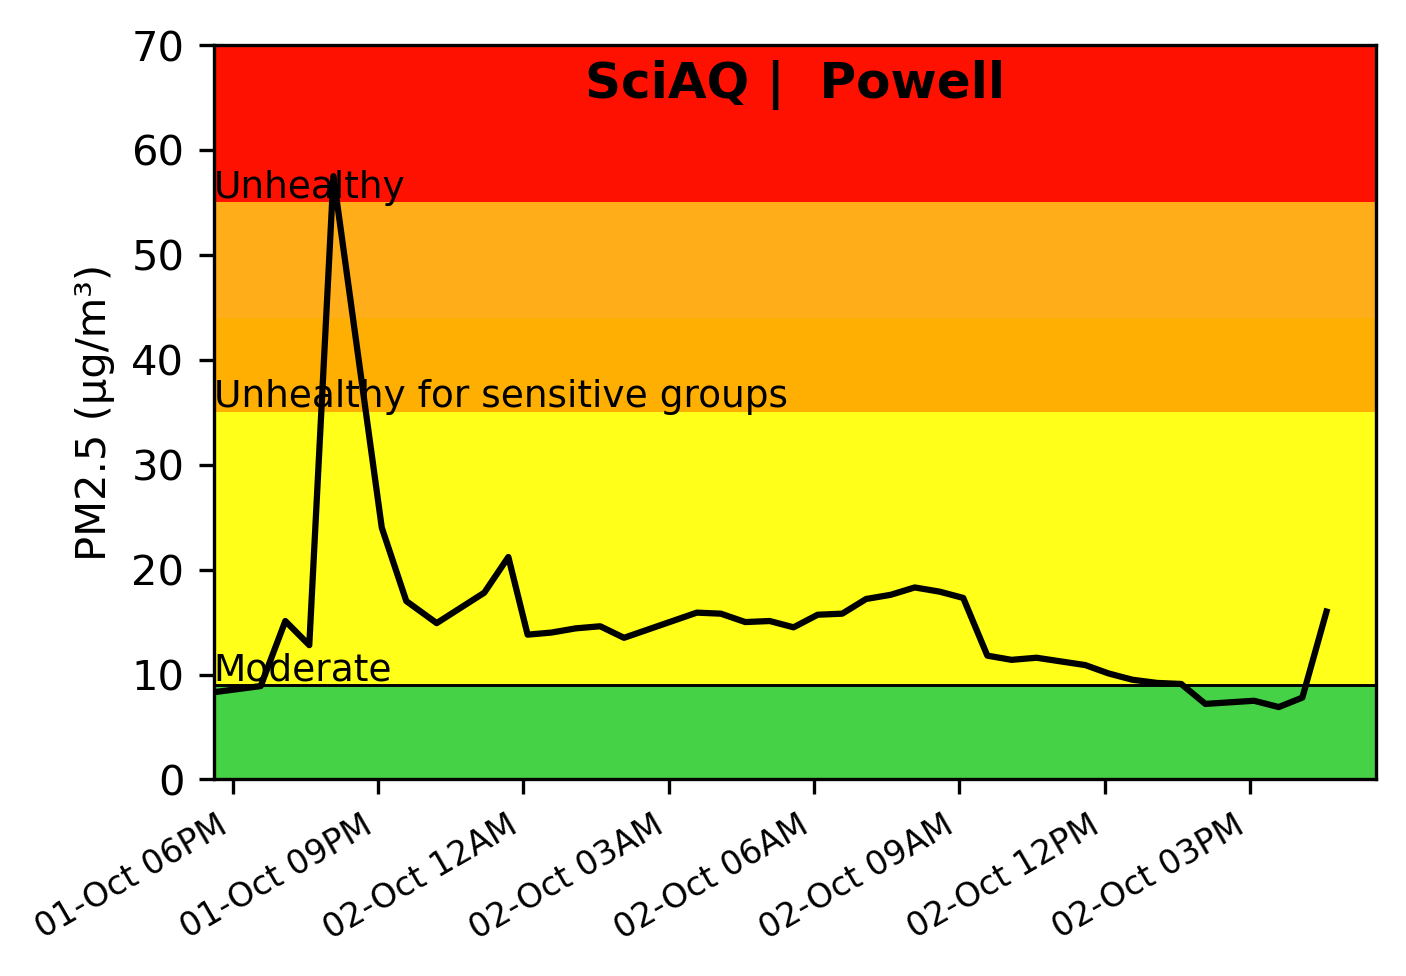 SciAQ | Powell
70
60
50
40
30
20
10
0
PM2.5 (µg/m³)
Unhealthy
Unhealthy for sensitive groups
Moderate
01-Oct 06PM
01-Oct 09PM
02-Oct 12AM
02-Oct 03AM
02-Oct 06AM
02-Oct 09AM
02-Oct 12PM
02-Oct 03PM